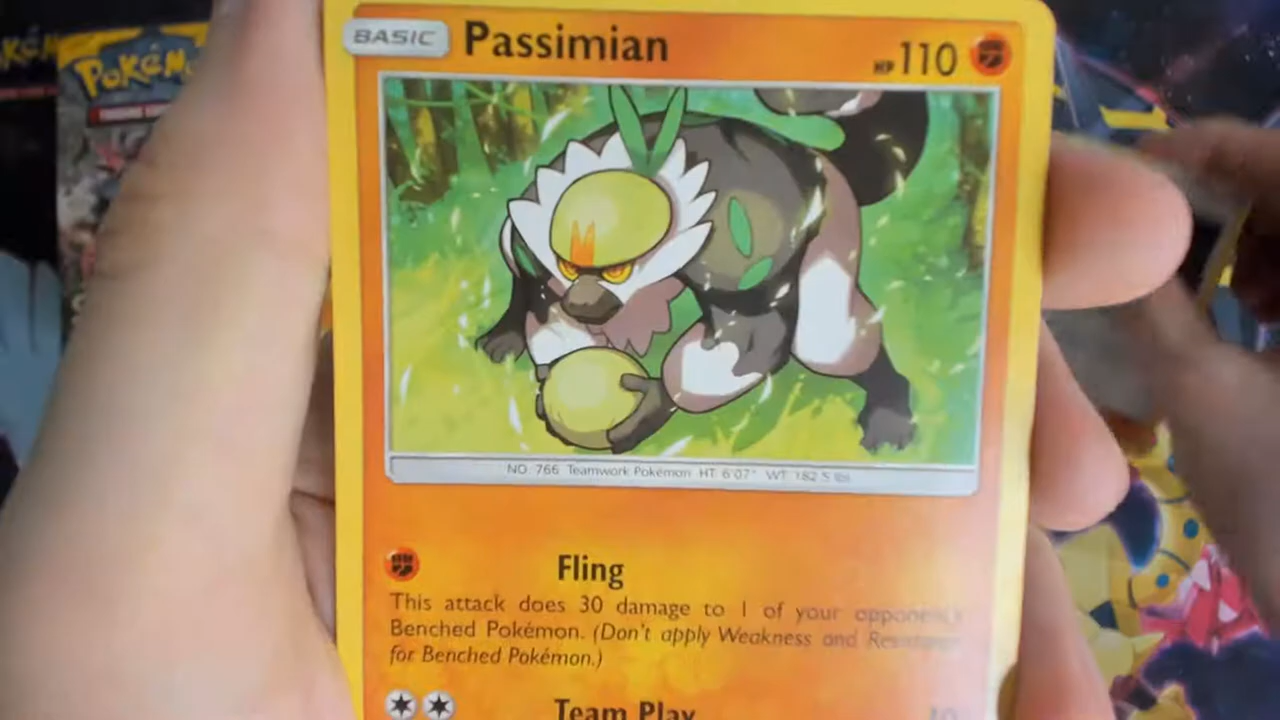 POKÉM
BASIC Passimian HP 110
NO. 766 Teamwork Pokémon HT 6'07" WT 182.5 lbs
Fling
This attack does 30 damage to 1 of your opponent's
Benched Pokémon. (Don't apply Weakness and Resistance
for Benched Pokémon.)
Team Play 10